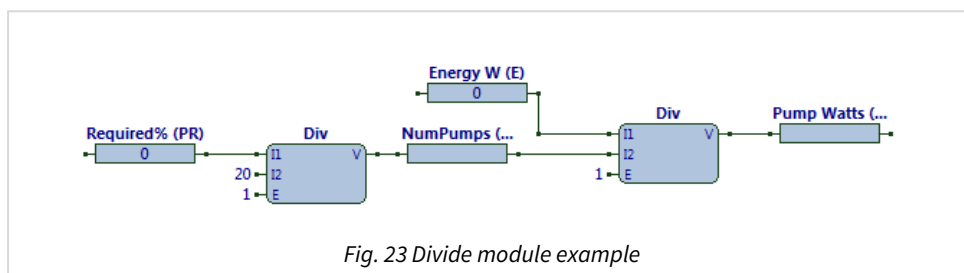 Energy W (E)
0
Required% (PR)
0
Div
I1
V
20 I2
1 E
NumPumps (...
Div
I1
V
I2
1 E
Pump Watts (...
Fig. 23 Divide module example